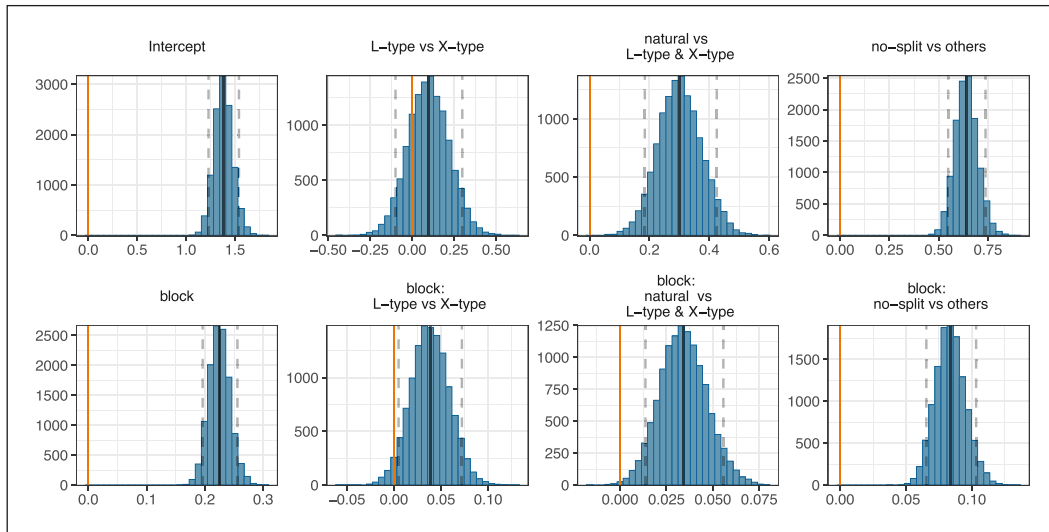 Intercept
L−type vs X−type
natural vs
L−type & X−type
no−split vs others
3000
2000
1000
0
0.0 0.5 1.0 1.5
1000
500
0
−0.50 −0.25 0.00 0.25 0.50
1000
500
0
0.0 0.2 0.4 0.6
2500
2000
1500
1000
500
0
0.00 0.25 0.50 0.75
block
block:
L−type vs X−type
block:
natural vs
L−type & X−type
block:
no−split vs others
2500
2000
1500
1000
500
0
0.0 0.1 0.2 0.3
1000
500
0
−0.05 0.00 0.05 0.10
1250
1000
750
500
250
0
0.000 0.025 0.050 0.075
1500
1000
500
0
0.00 0.05 0.10